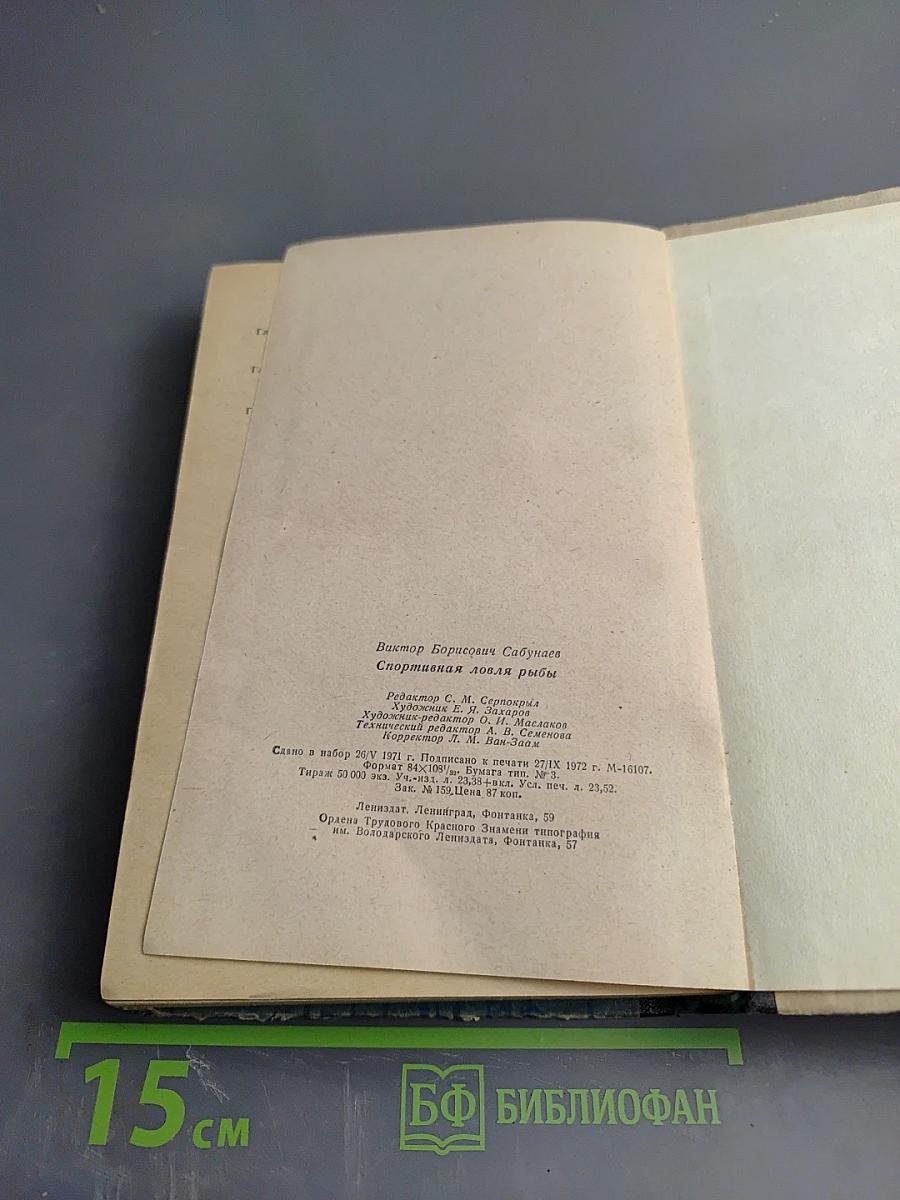 Виктор Борисович Сабунаев
Спортивная ловля рыбы
Редактор С. М. Серпокрыл
Художник Е. Я. Захаров
Художник-редактор О. И. Маслаков
Технический редактор А. В. Семенова
Корректор Л. М. Ван-Заам
Сдано в набор 26/V 1971 г. Подписано к печати 27/IX 1972 г. М-16107.
Формат 84×108¹/₃₂. Бумага тип. № 3.
Тираж 50 000 экз. Уч.-изд. л. 23,38+вкл. Усл. печ. л. 23,52.
Зак. № 159. Цена 87 коп.
Лениздат, Ленинград, Фонтанка, 59
Ордена Трудового Красного Знамени типография
им. Володарского Лениздата, Фонтанка, 57
15 см
БФ БИБЛИОФАН